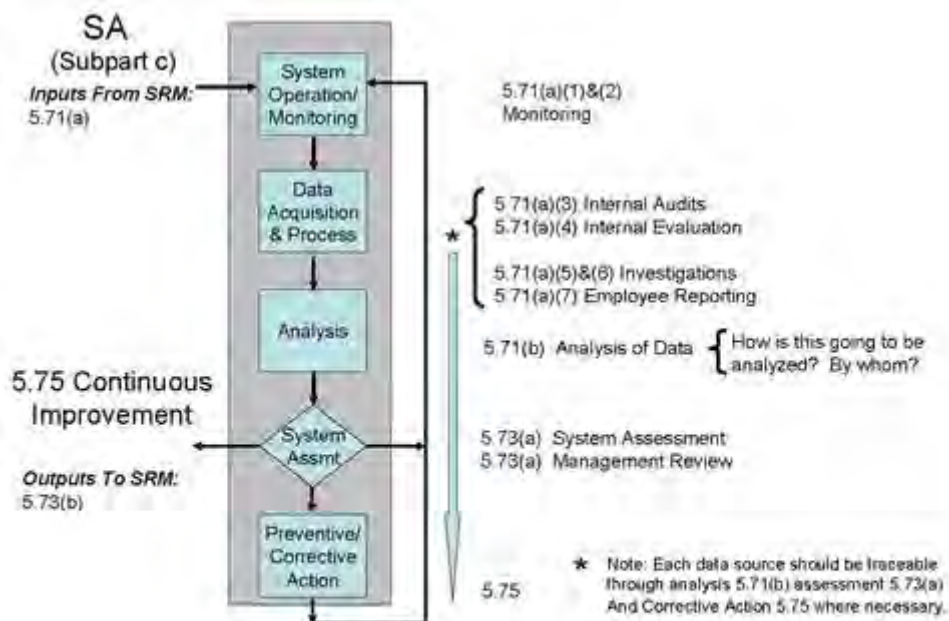 SA
(Subpart c)
Inputs From SRM:
5.71(a)
System
Operation/
Monitoring
5.71(a)(1)&(2)
Monitoring
Data
Acquisition
& Process
*
5.71(a)(3) Internal Audits
5.71(a)(4) Internal Evaluation
5.71(a)(5)&(6) Investigations
5.71(a)(7) Employee Reporting
Analysis
5.71(b) Analysis of Data
How is this going to be
analyzed? By whom?
5.75 Continuous
Improvement
System
Assmt
5.73(a) System Assessment
5.73(a) Management Review
Outputs To SRM:
5.73(b)
Preventive/
Corrective
Action
5.75
* Note: Each data source should be traceable
through analysis 5.71(b) assessment 5.73(a)
And Corrective Action 5.75 where necessary.